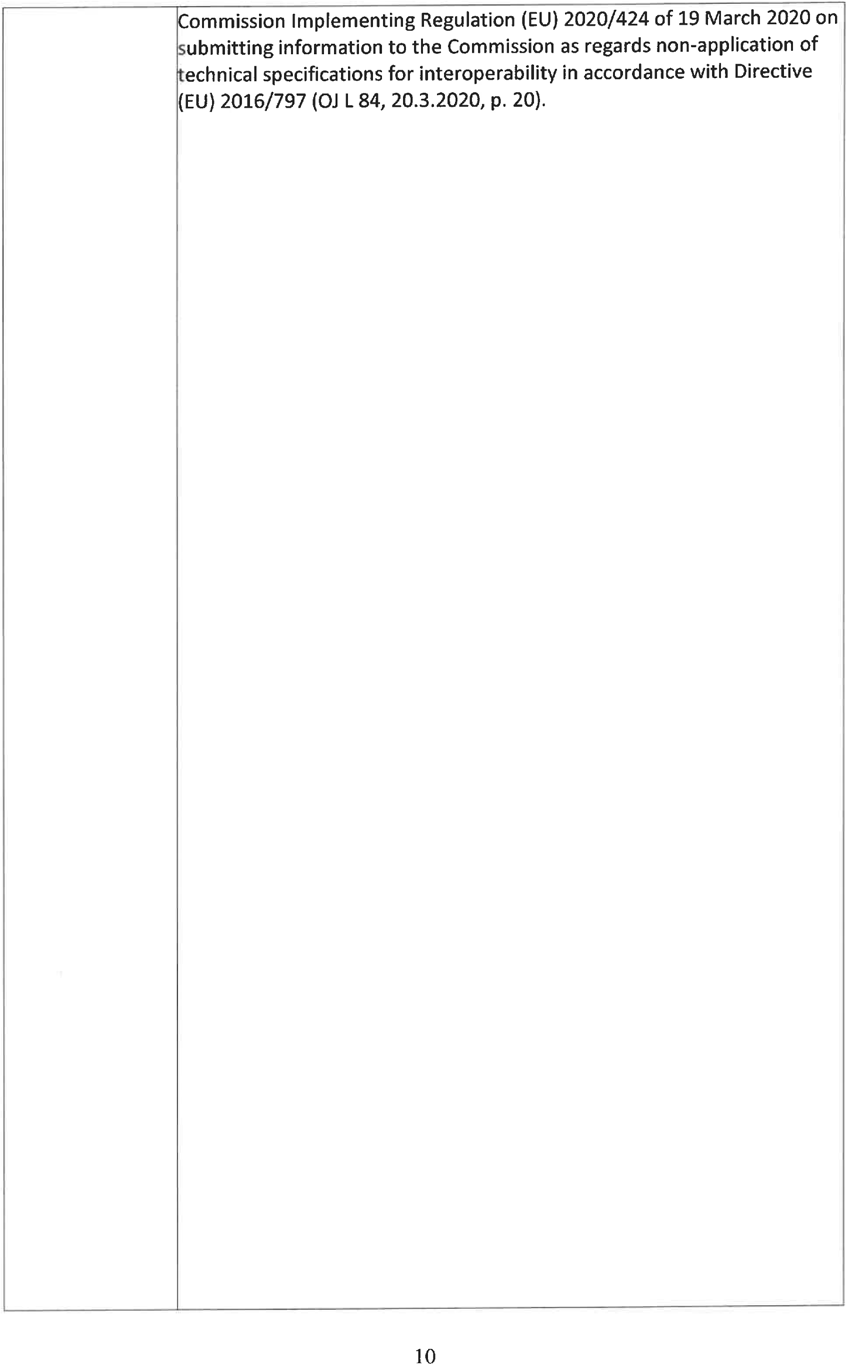 Commission Implementing Regulation (EU) 2020/424 of 19 March 2020 on
submitting information to the Commission as regards non-application of
technical specifications for interoperability in accordance with Directive
(EU) 2016/797 (OJ L 84, 20.3.2020, p. 20).
10